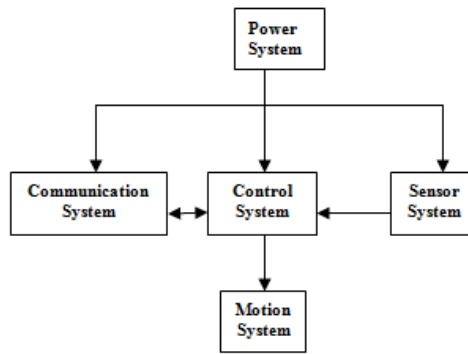 Power
System
Communication
System
Control
System
Sensor
System
Motion
System